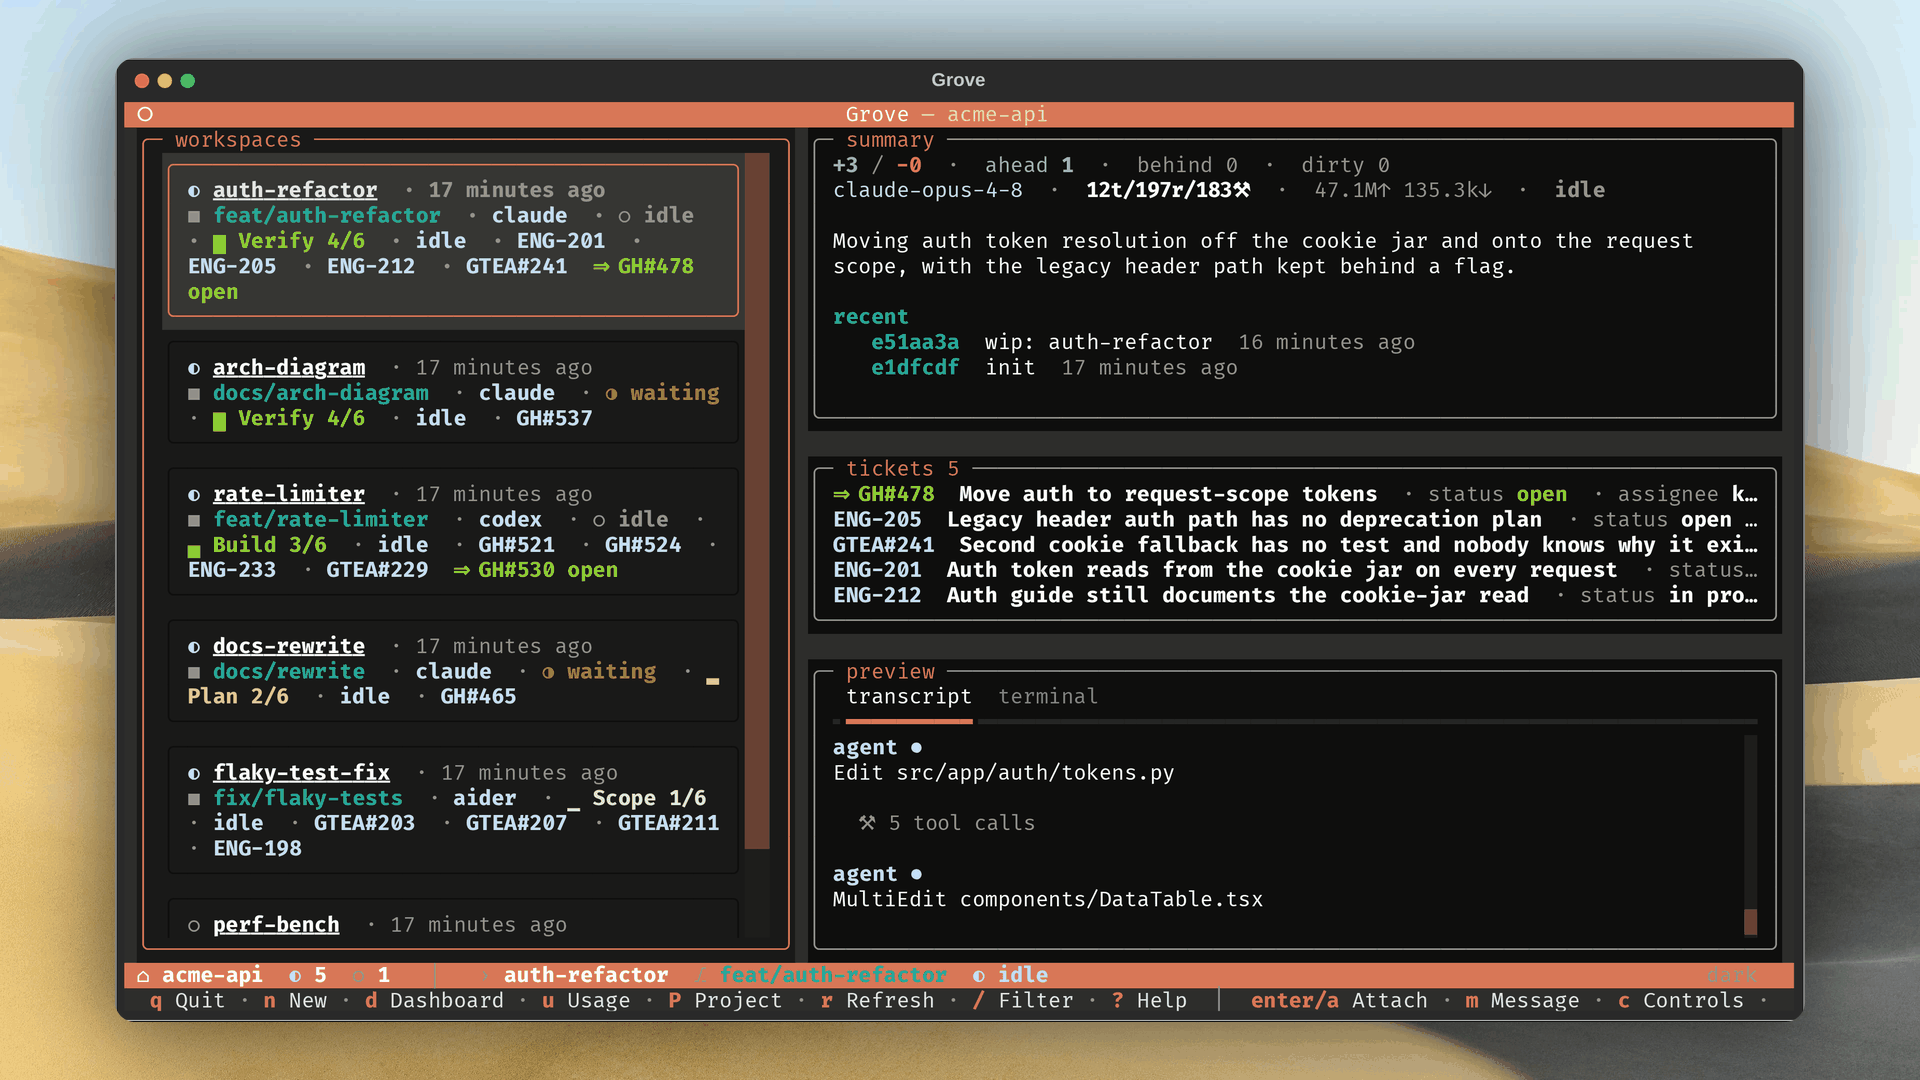 Grove
Grove — acme-api
workspaces
◐ auth-refactor · 17 minutes ago
■ feat/auth-refactor · claude · ○ idle
· Verify 4/6 · idle · ENG-201 ·
ENG-205 · ENG-212 · GTEA#241 ⇒ GH#478
open
◐ arch-diagram · 17 minutes ago
■ docs/arch-diagram · claude · ◑ waiting
· Verify 4/6 · idle · GH#537
◐ rate-limiter · 17 minutes ago
■ feat/rate-limiter · codex · ○ idle ·
Build 3/6 · idle · GH#521 · GH#524 ·
ENG-233 · GTEA#229 ⇒ GH#530 open
◐ docs-rewrite · 17 minutes ago
■ docs/rewrite · claude · ◑ waiting ·
Plan 2/6 · idle · GH#465
◐ flaky-test-fix · 17 minutes ago
■ fix/flaky-tests · aider · Scope 1/6
· idle · GTEA#203 · GTEA#207 · GTEA#211
· ENG-198
○ perf-bench · 17 minutes ago
summary
+3 / -0 · ahead 1 · behind 0 · dirty 0
claude-opus-4-8 · 12t/197r/183⚒ · 47.1M↑ 135.3k↓ · idle
Moving auth token resolution off the cookie jar and onto the request
scope, with the legacy header path kept behind a flag.
recent
e51aa3a wip: auth-refactor 16 minutes ago
e1dfcdf init 17 minutes ago
tickets 5
⇒ GH#478 Move auth to request-scope tokens · status open · assignee k…
ENG-205 Legacy header auth path has no deprecation plan · status open …
GTEA#241 Second cookie fallback has no test and nobody knows why it exi…
ENG-201 Auth token reads from the cookie jar on every request · status…
ENG-212 Auth guide still documents the cookie-jar read · status in pro…
preview
transcript terminal
agent ●
Edit src/app/auth/tokens.py
⚒ 5 tool calls
agent ●
MultiEdit components/DataTable.tsx
⌂ acme-api ◐ 5 1 auth-refactor feat/auth-refactor ◐ idle dark
q Quit · n New · d Dashboard · u Usage · P Project · r Refresh · / Filter · ? Help │ enter/a Attach · m Message · c Controls ·